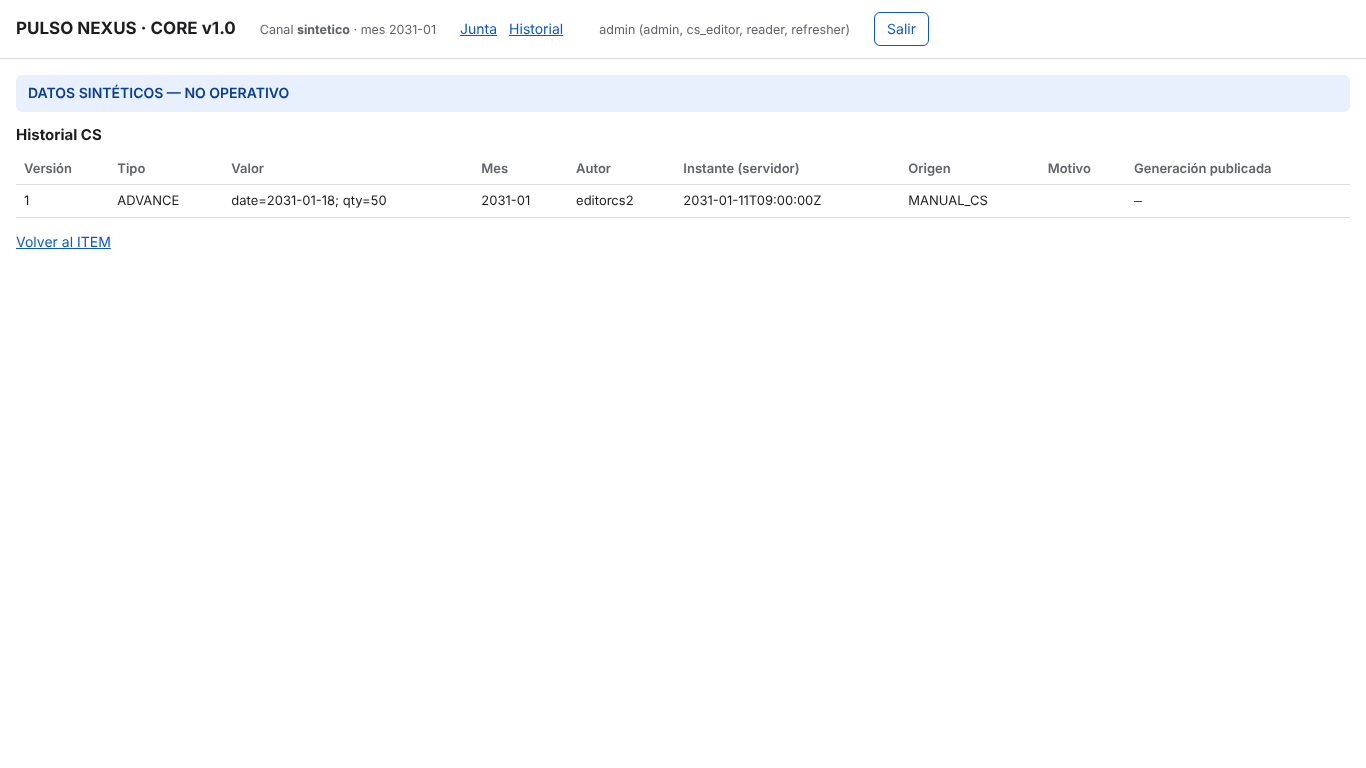 PULSO NEXUS · CORE v1.0 Canal sintetico · mes 2031-01 Junta Historial admin (admin, cs_editor, reader, refresher) Salir
DATOS SINTÉTICOS — NO OPERATIVO
Historial CS
Versión Tipo Valor Mes Autor Instante (servidor) Origen Motivo Generación publicada
1 ADVANCE date=2031-01-18; qty=50 2031-01 editorcs2 2031-01-11T09:00:00Z MANUAL_CS —
Volver al ITEM